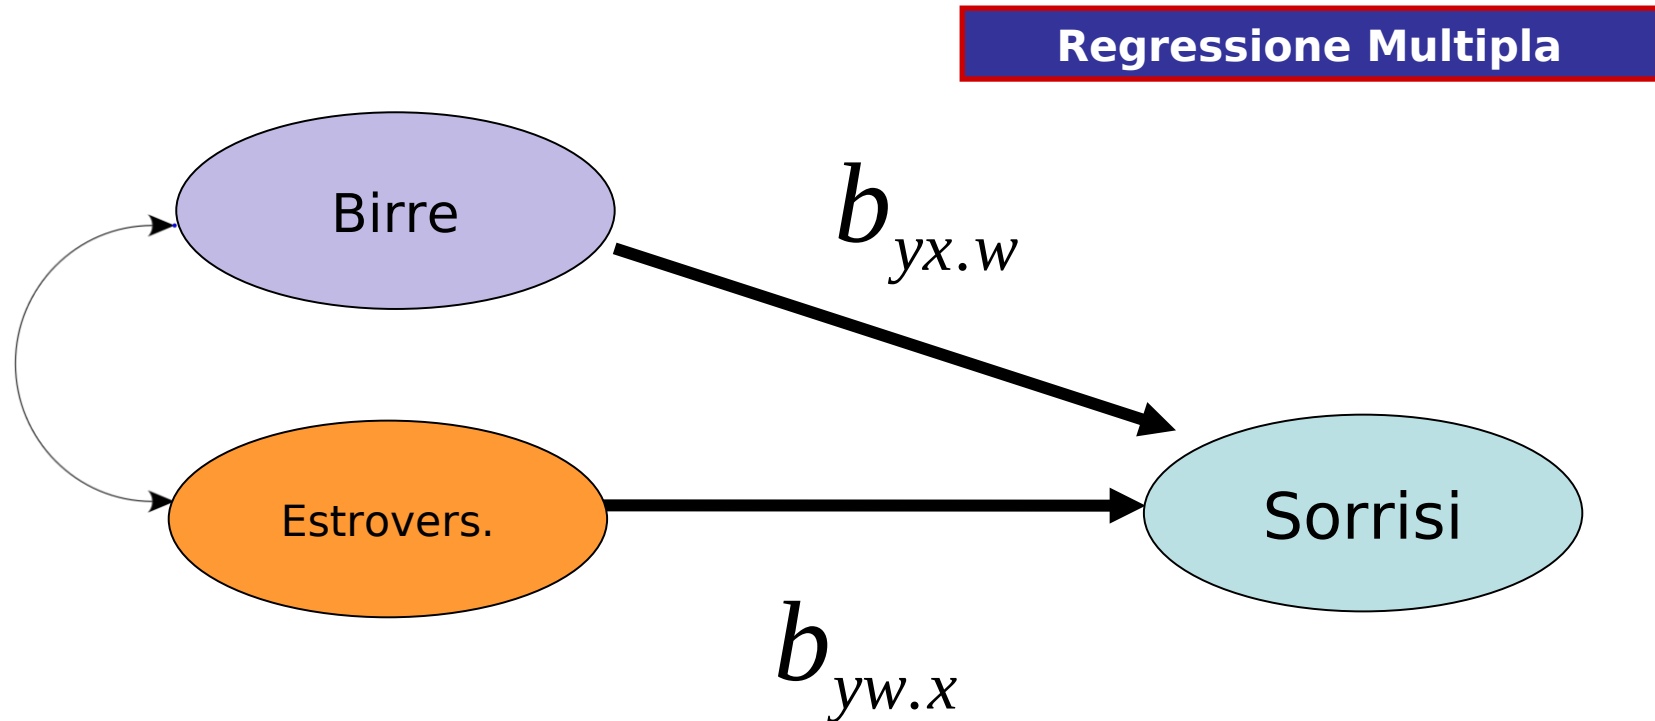 Regressione Multipla
Birre
b yx.w
Estrovers.
Sorrisi
b yw.x